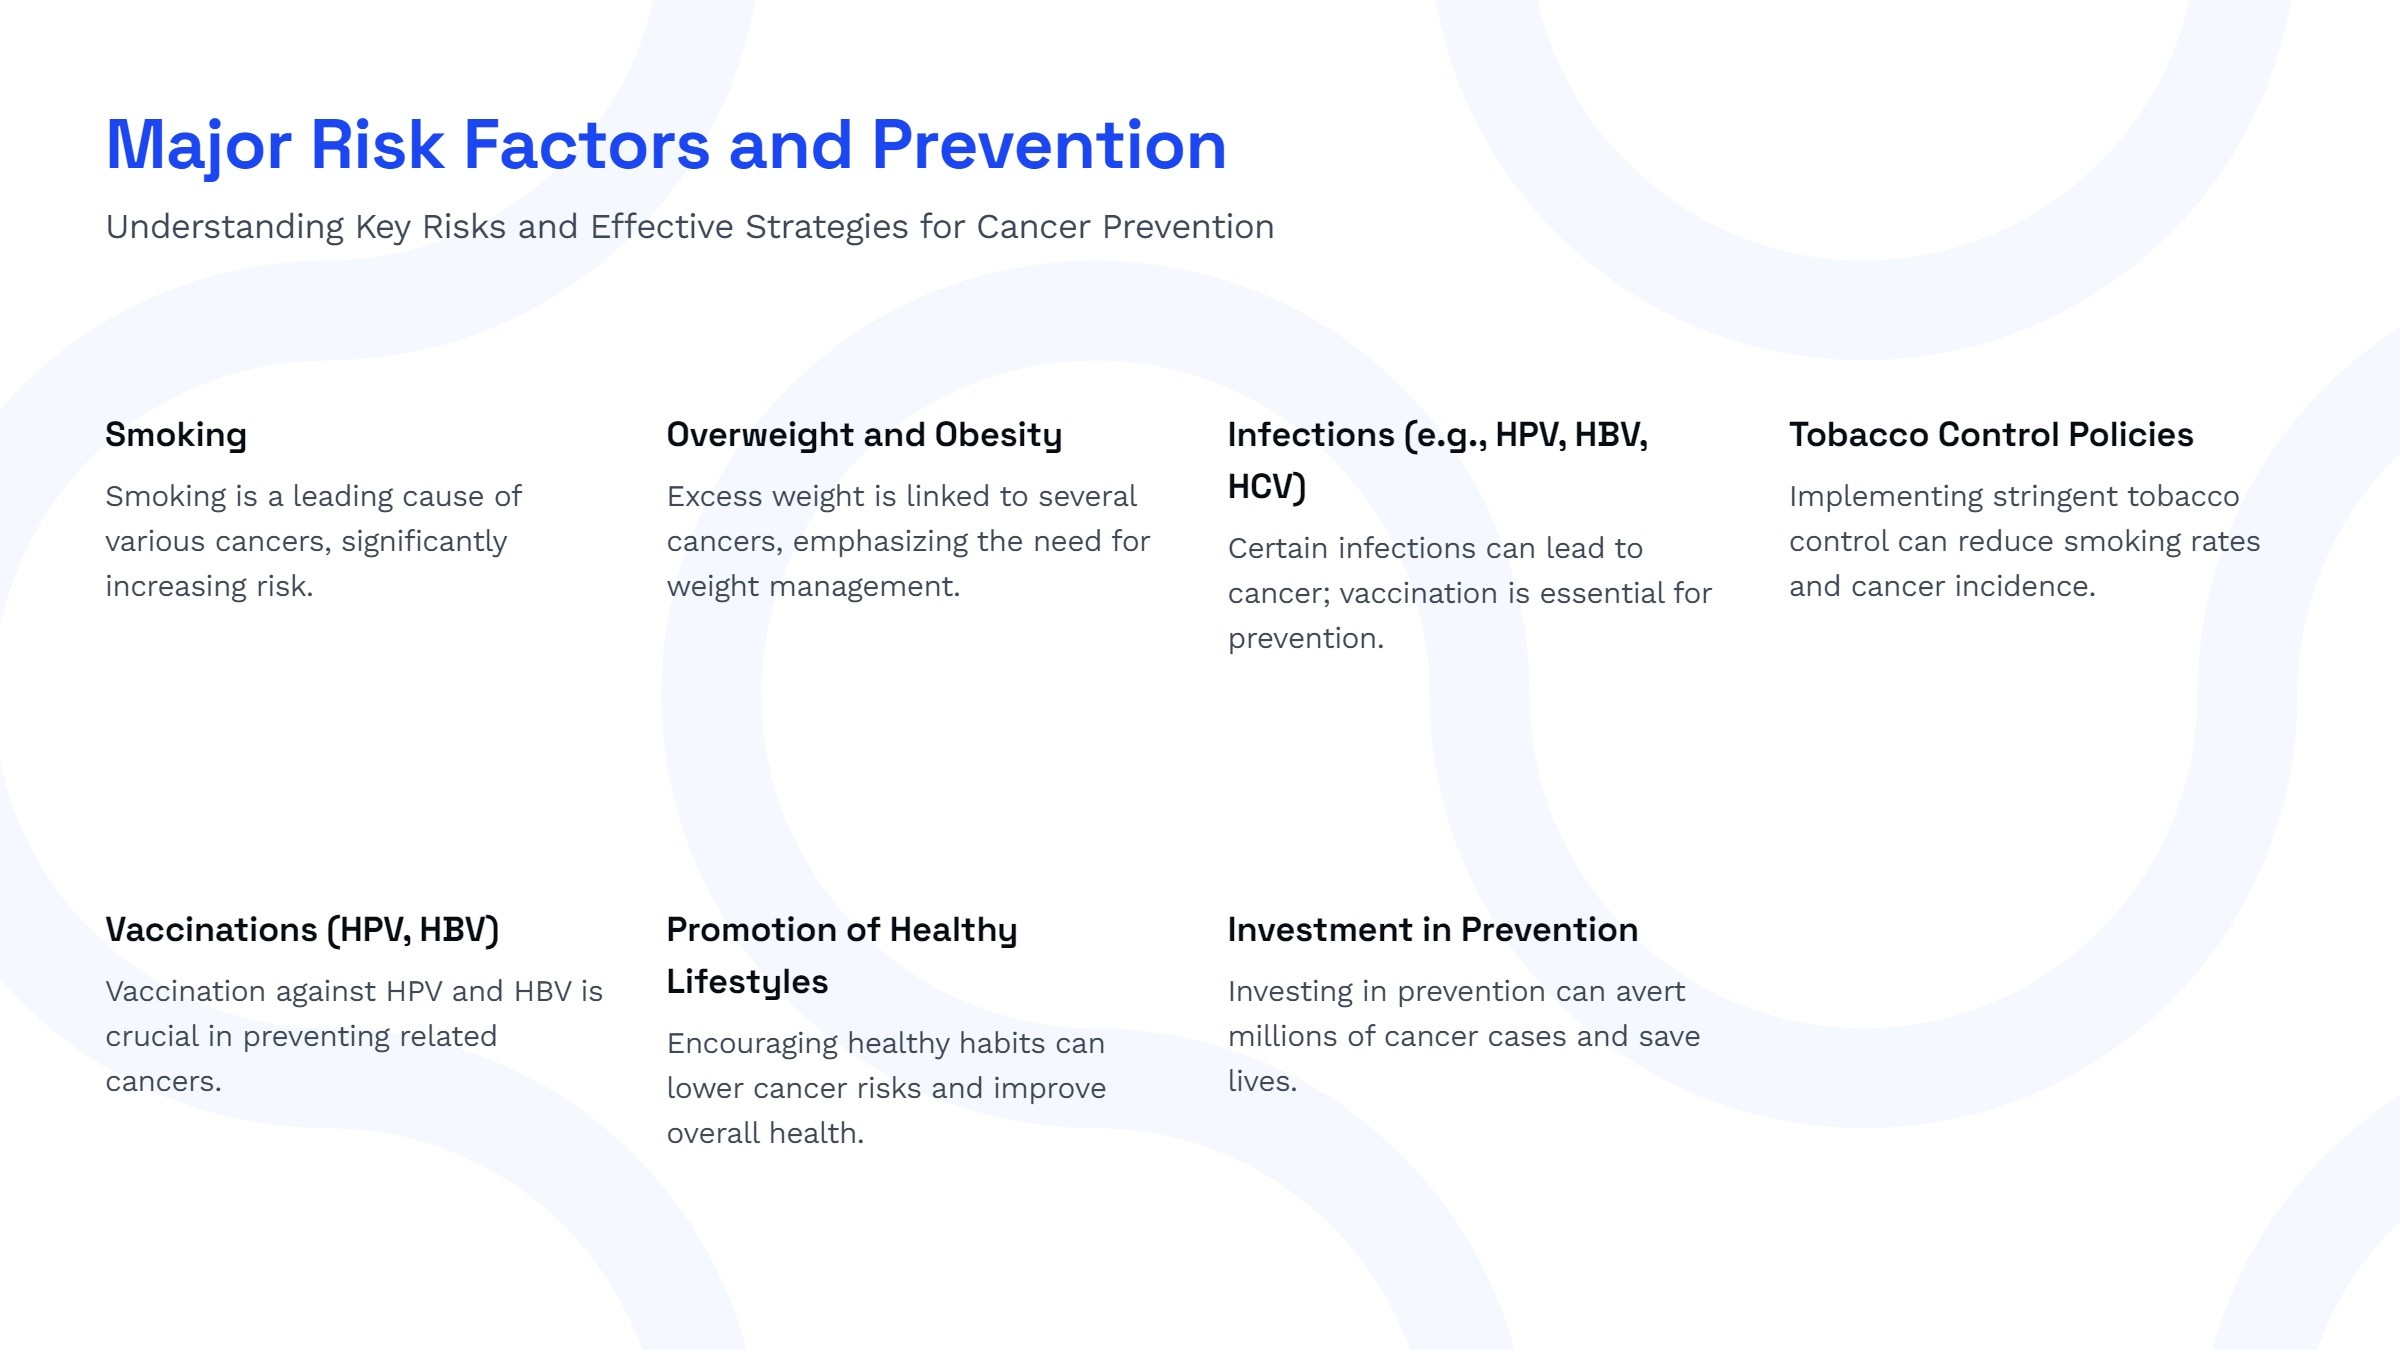 Major Risk Factors and Prevention
Understanding Key Risks and Effective Strategies for Cancer Prevention
Smoking
Smoking is a leading cause of
various cancers, significantly
increasing risk.
Overweight and Obesity
Excess weight is linked to several
cancers, emphasizing the need for
weight management.
Infections (e.g., HPV, HBV,
HCV)
Certain infections can lead to
cancer; vaccination is essential for
prevention.
Tobacco Control Policies
Implementing stringent tobacco
control can reduce smoking rates
and cancer incidence.
Vaccinations (HPV, HBV)
Vaccination against HPV and HBV is
crucial in preventing related
cancers.
Promotion of Healthy
Lifestyles
Encouraging healthy habits can
lower cancer risks and improve
overall health.
Investment in Prevention
Investing in prevention can avert
millions of cancer cases and save
lives.